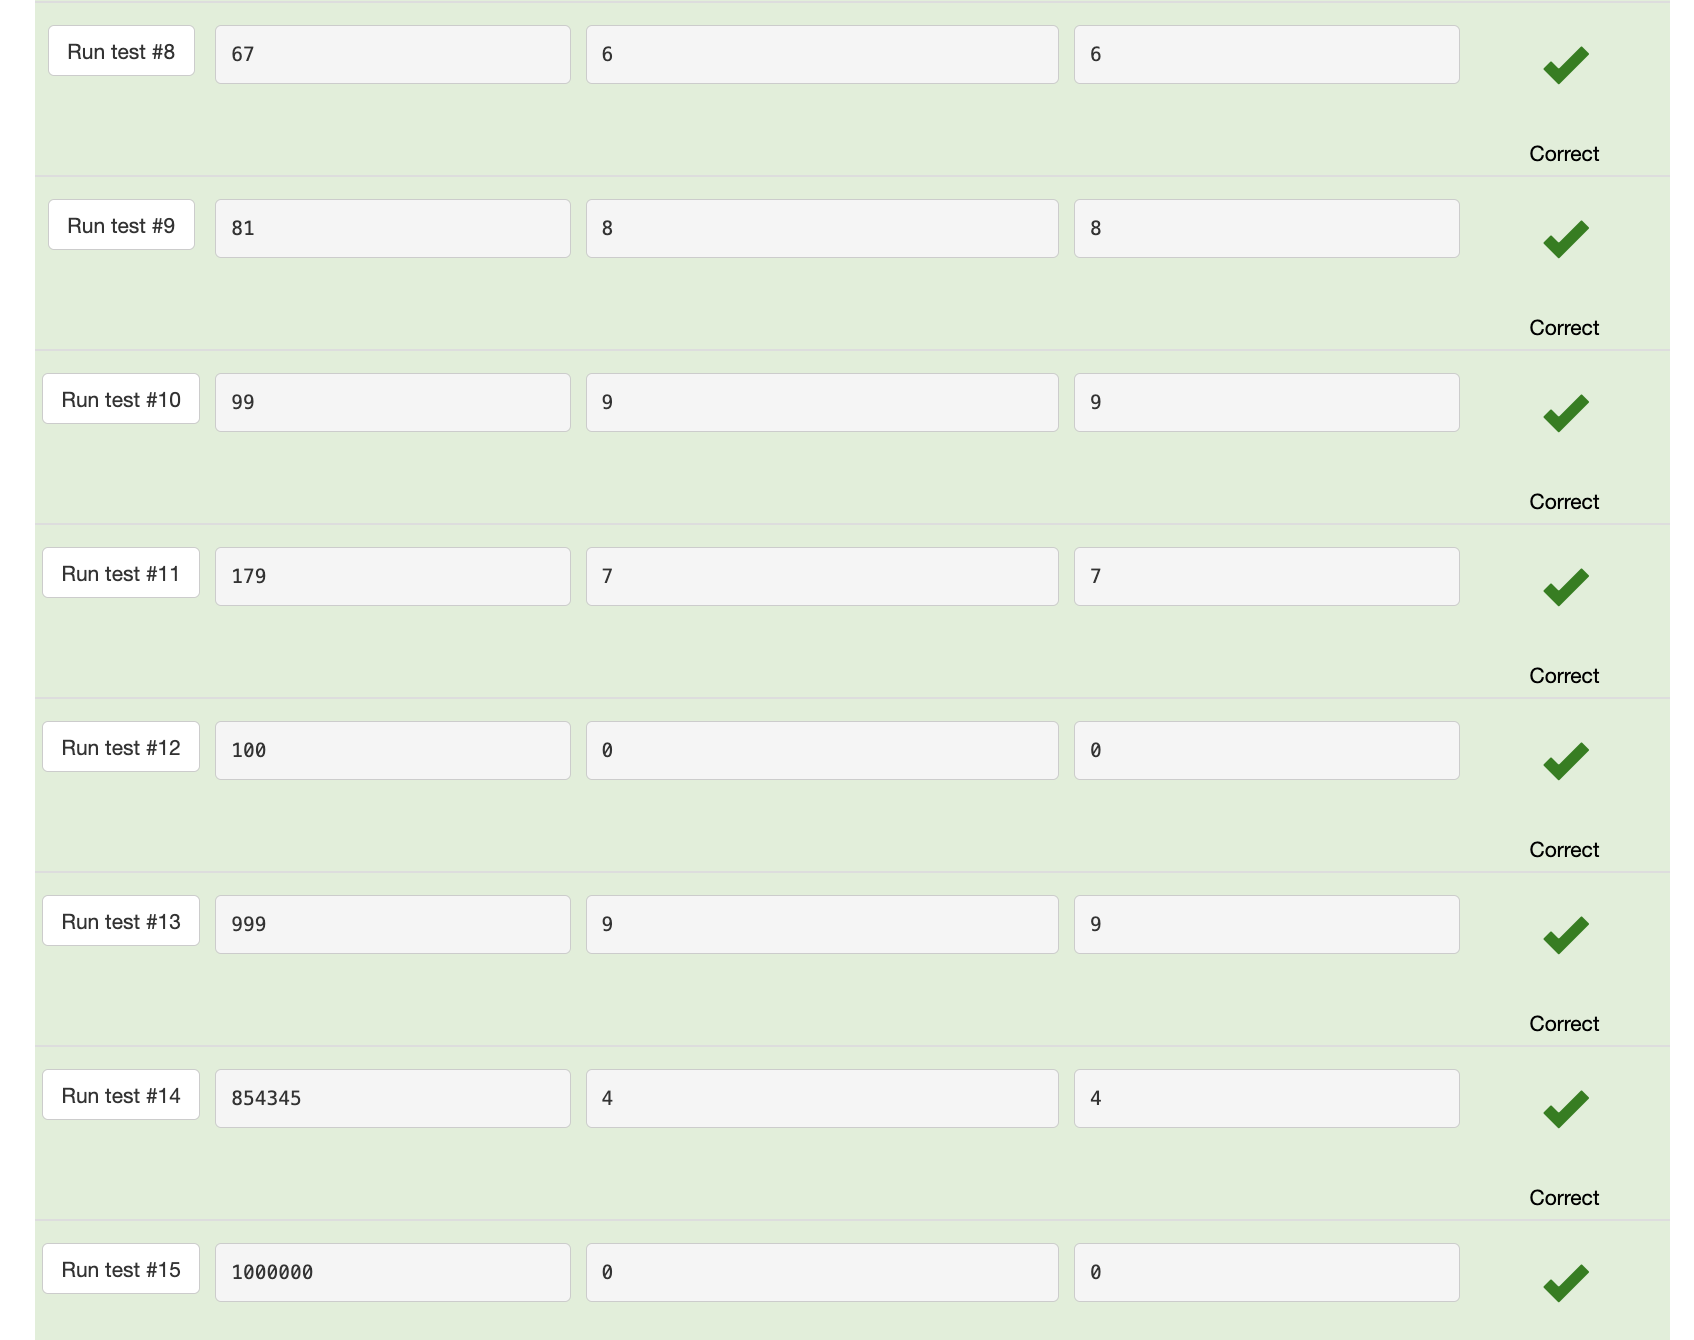 Run test #8 67 6 6
Correct
Run test #9 81 8 8
Correct
Run test #10 99 9 9
Correct
Run test #11 179 7 7
Correct
Run test #12 100 0 0
Correct
Run test #13 999 9 9
Correct
Run test #14 854345 4 4
Correct
Run test #15 1000000 0 0